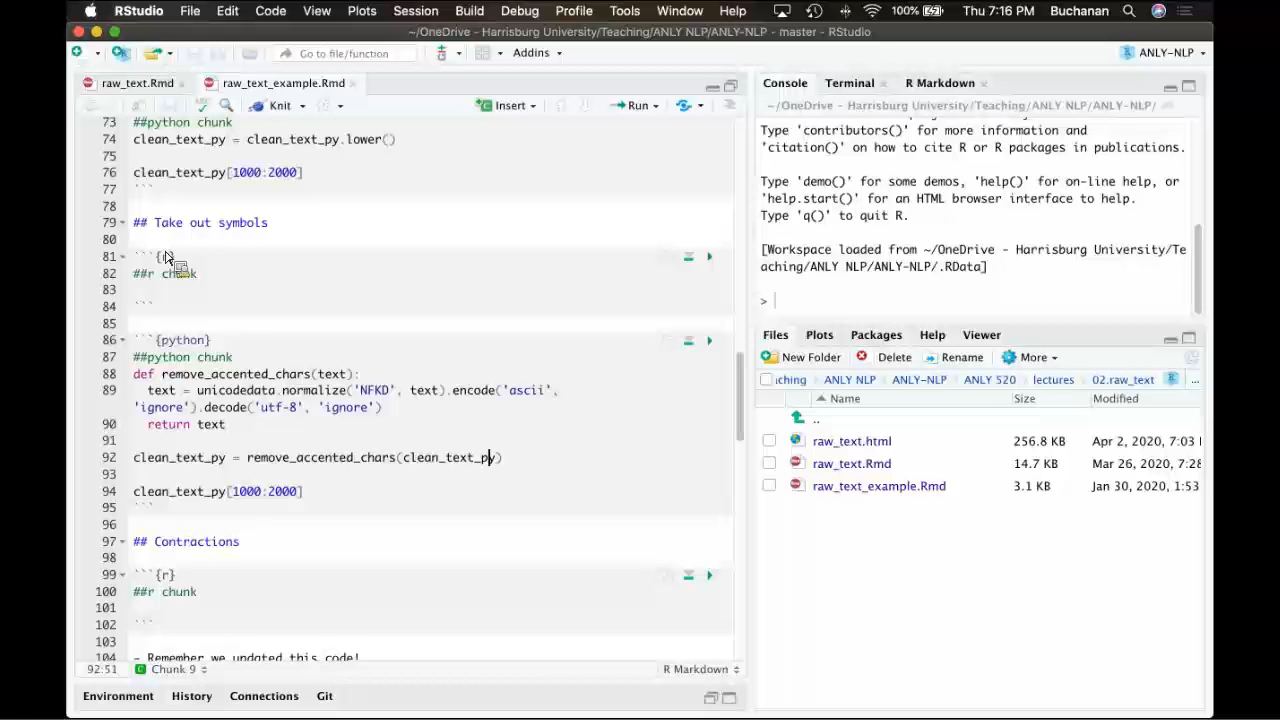 RStudio File Edit Code View Plots Session Build Debug Profile Tools Window Help 100% Thu 7:16 PM Buchanan
~/OneDrive - Harrisburg University/Teaching/ANLY NLP/ANLY-NLP - master - RStudio
Go to file/function Addins ANLY-NLP
raw_text.Rmd raw_text_example.Rmd
Knit Insert Run
73 ##python chunk
74 clean_text_py = clean_text_py.lower()
75
76 clean_text_py[1000:2000]
77 ```
78
79 ## Take out symbols
80
81 ```{
82 ##r chunk
83
84 ```
85
86 ```{python}
87 ##python chunk
88 def remove_accented_chars(text):
89 text = unicodedata.normalize('NFKD', text).encode('ascii',
'ignore').decode('utf-8', 'ignore')
90 return text
91
92 clean_text_py = remove_accented_chars(clean_text_py)
93
94 clean_text_py[1000:2000]
95 ```
96
97 ## Contractions
98
99 ```{r}
100 ##r chunk
101
102 ```
103
104 - Remember we updated this code!
92:51 Chunk 9 R Markdown
Environment History Connections Git
Console Terminal R Markdown
~/OneDrive - Harrisburg University/Teaching/ANLY NLP/ANLY-NLP/
Type 'contributors()' for more information and
'citation()' on how to cite R or R packages in publications.
Type 'demo()' for some demos, 'help()' for on-line help, or
'help.start()' for an HTML browser interface to help.
Type 'q()' to quit R.
[Workspace loaded from ~/OneDrive - Harrisburg University/Te
aching/ANLY NLP/ANLY-NLP/.RData]
>
Files Plots Packages Help Viewer
New Folder Delete Rename More
ching ANLY NLP ANLY-NLP ANLY 520 lectures 02.raw_text ...
Name Size Modified
..
raw_text.html 256.8 KB Apr 2, 2020, 7:03
raw_text.Rmd 14.7 KB Mar 26, 2020, 7:28
raw_text_example.Rmd 3.1 KB Jan 30, 2020, 1:53